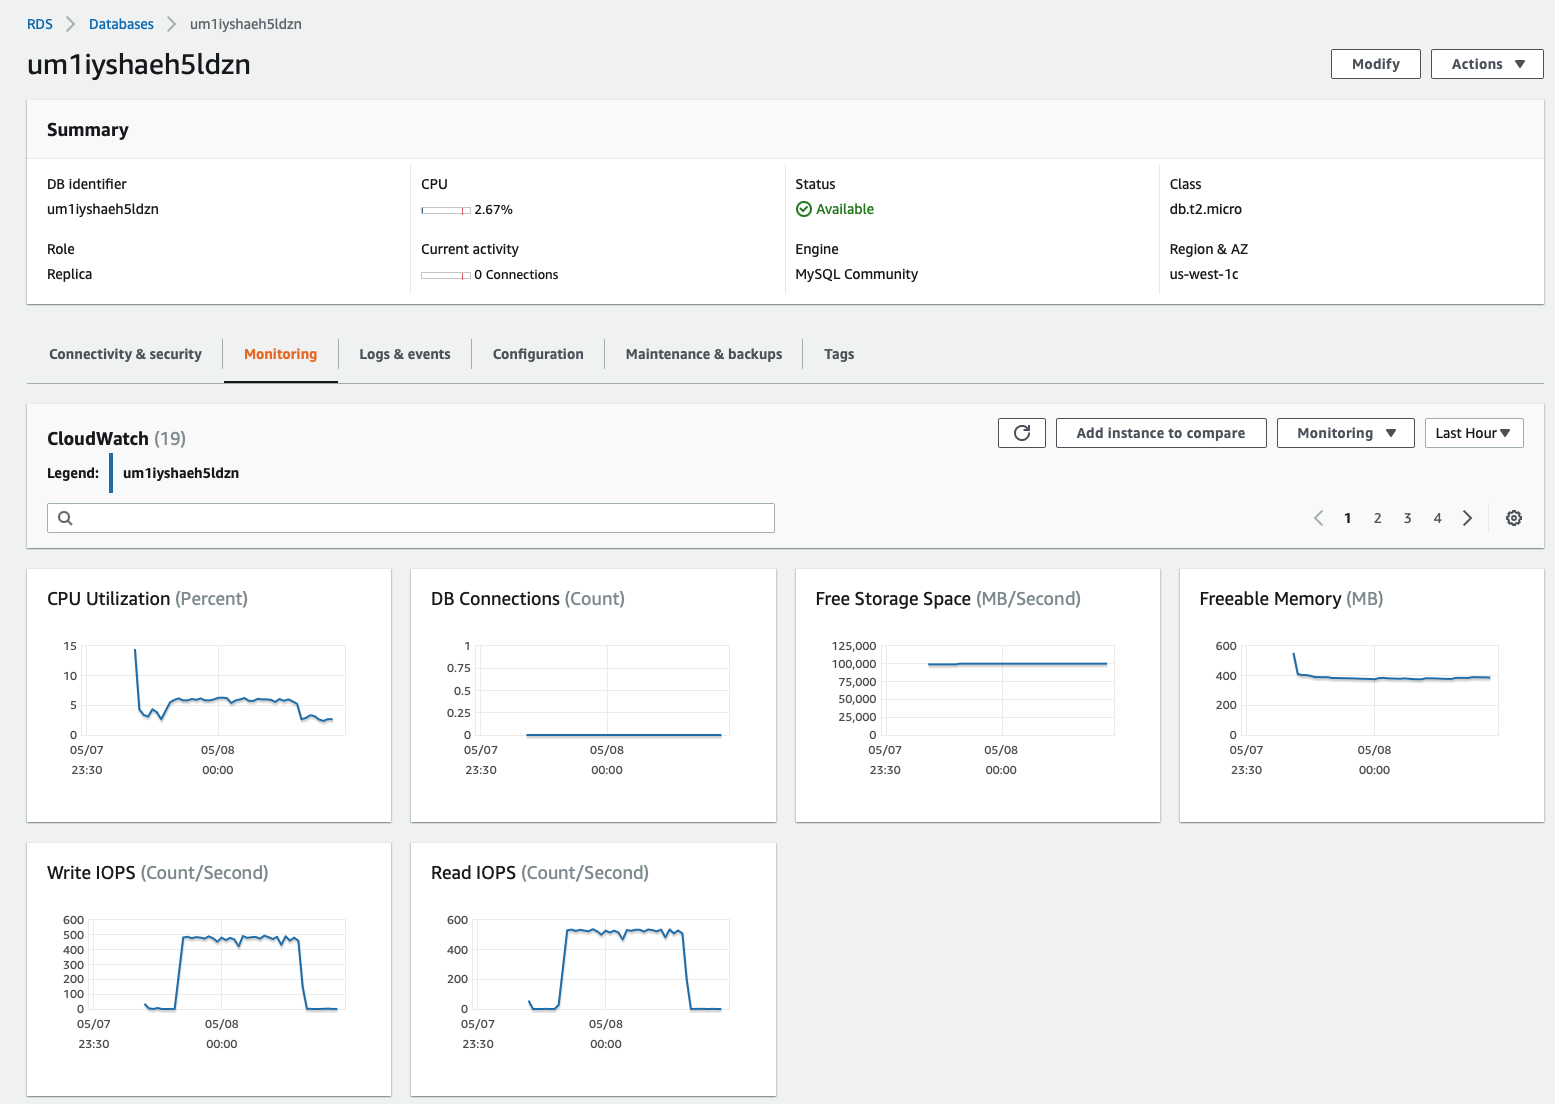 RDS > Databases > um1iyshaeh5ldzn
um1iyshaeh5ldzn
Modify
Actions
Summary
DB identifier
um1iyshaeh5ldzn
CPU
2.67%
Status
Available
Class
db.t2.micro
Role
Replica
Current activity
0 Connections
Engine
MySQL Community
Region & AZ
us-west-1c
Connectivity & security
Monitoring
Logs & events
Configuration
Maintenance & backups
Tags
CloudWatch (19)
Add instance to compare
Monitoring
Last Hour
Legend: um1iyshaeh5ldzn
1 2 3 4
CPU Utilization (Percent)
15
10
5
0
05/07 05/08
23:30 00:00
DB Connections (Count)
1
0.75
0.5
0.25
0
05/07 05/08
23:30 00:00
Free Storage Space (MB/Second)
125,000
100,000
75,000
50,000
25,000
0
05/07 05/08
23:30 00:00
Freeable Memory (MB)
600
400
200
0
05/07 05/08
23:30 00:00
Write IOPS (Count/Second)
600
500
400
300
200
100
0
05/07 05/08
23:30 00:00
Read IOPS (Count/Second)
600
400
200
0
05/07 05/08
23:30 00:00